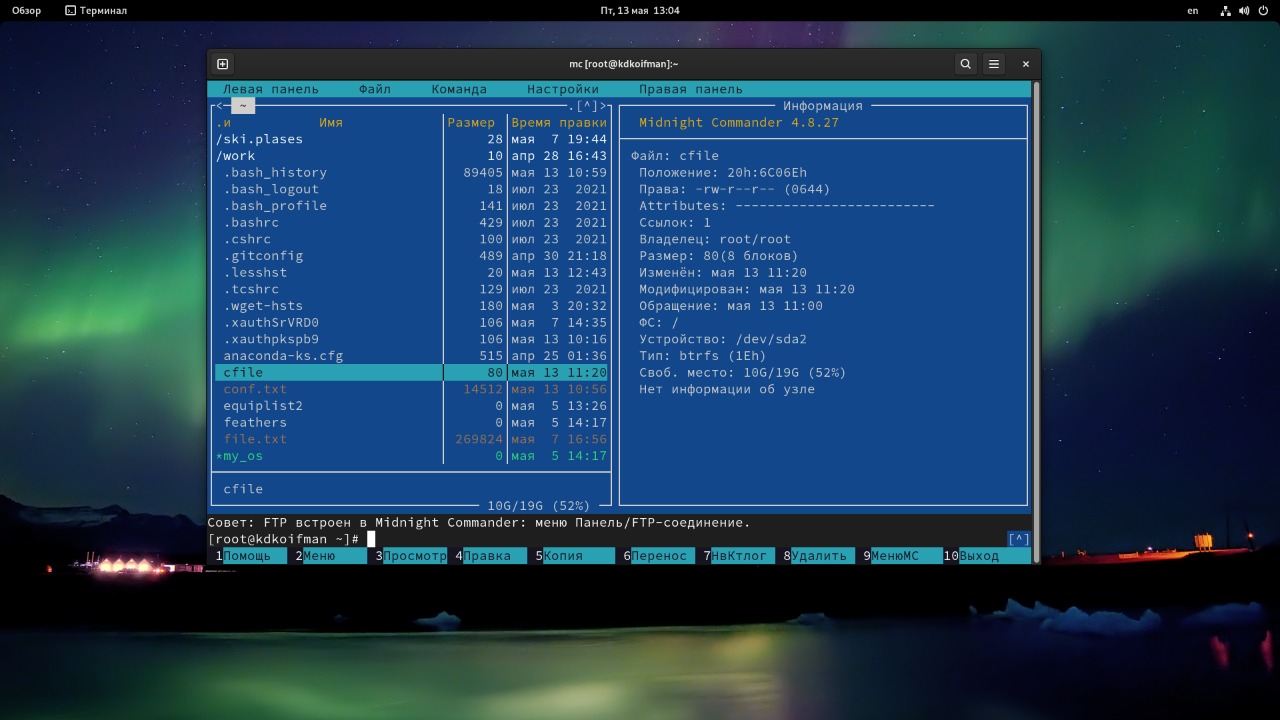 Обзор Терминал Пт, 13 мая 13:04 en
mc [root@kdkoifman]:~
Левая панель Файл Команда Настройки Правая панель
<─ ~ ─.[^]>
.и Имя Размер Время правки
/ski.plases 28 мая 7 19:44
/work 10 апр 28 16:43
.bash_history 89405 мая 13 10:59
.bash_logout 18 июл 23 2021
.bash_profile 141 июл 23 2021
.bashrc 429 июл 23 2021
.cshrc 100 июл 23 2021
.gitconfig 489 апр 30 21:18
.lesshst 20 мая 13 12:43
.tcshrc 129 июл 23 2021
.wget-hsts 180 мая 3 20:32
.xauthSrVRD0 106 мая 7 14:35
.xauthpkspb9 106 мая 13 10:16
anaconda-ks.cfg 515 апр 25 01:36
cfile 80 мая 13 11:20
conf.txt 14512 мая 13 10:56
equiplist2 0 мая 5 13:26
feathers 0 мая 5 14:17
file.txt 269824 мая 7 16:56
*my_os 0 мая 5 14:17
cfile
10G/19G (52%)
Информация
Midnight Commander 4.8.27
Файл: cfile
Положение: 20h:6C06Eh
Права: -rw-r--r-- (0644)
Attributes: -------------------------
Ссылок: 1
Владелец: root/root
Размер: 80(8 блоков)
Изменён: мая 13 11:20
Модифицирован: мая 13 11:20
Обращение: мая 13 11:00
ФС: /
Устройство: /dev/sda2
Тип: btrfs (1Eh)
Своб. место: 10G/19G (52%)
Нет информации об узле
Совет: FTP встроен в Midnight Commander: меню Панель/FTP-соединение.
[root@kdkoifman ~]# [^]
1Помощь 2Меню 3Просмотр 4Правка 5Копия 6Перенос 7НвКтлог 8Удалить 9МенюMC 10Выход